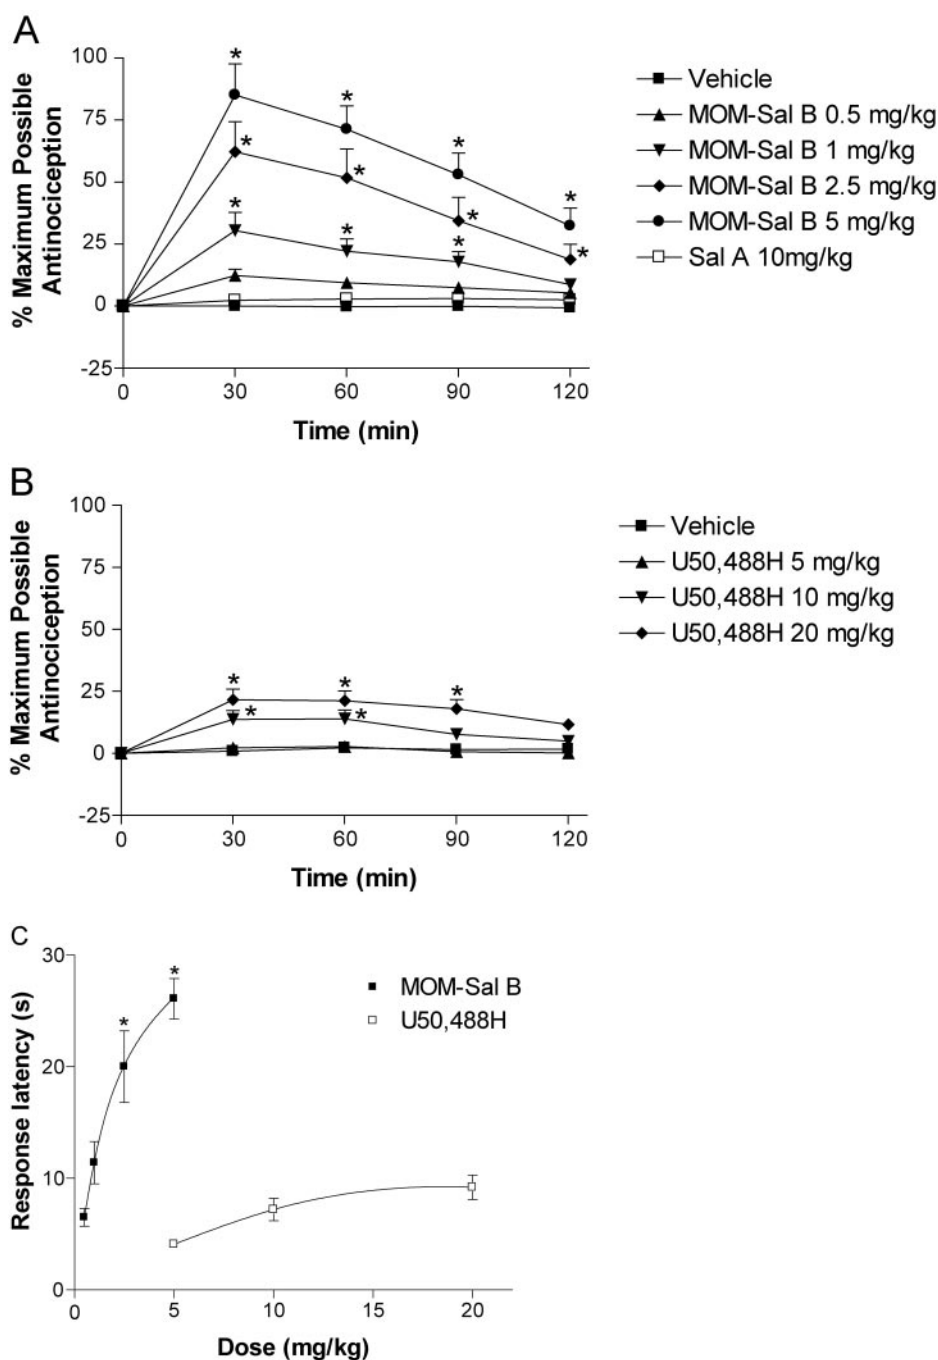 A
% Maximum Possible
Antinociception
100
75
50
25
0
-25
* * * *
* * * *
* * *
0 30 60 90 120
Time (min)
Vehicle
MOM-Sal B 0.5 mg/kg
MOM-Sal B 1 mg/kg
MOM-Sal B 2.5 mg/kg
MOM-Sal B 5 mg/kg
Sal A 10mg/kg
B
% Maximum Possible
Antinociception
100
75
50
25
0
-25
* * *
* *
0 30 60 90 120
Time (min)
Vehicle
U50,488H 5 mg/kg
U50,488H 10 mg/kg
U50,488H 20 mg/kg
C
Response latency (s)
30
20
10
0
* *
0 5 10 15 20
Dose (mg/kg)
MOM-Sal B
U50,488H